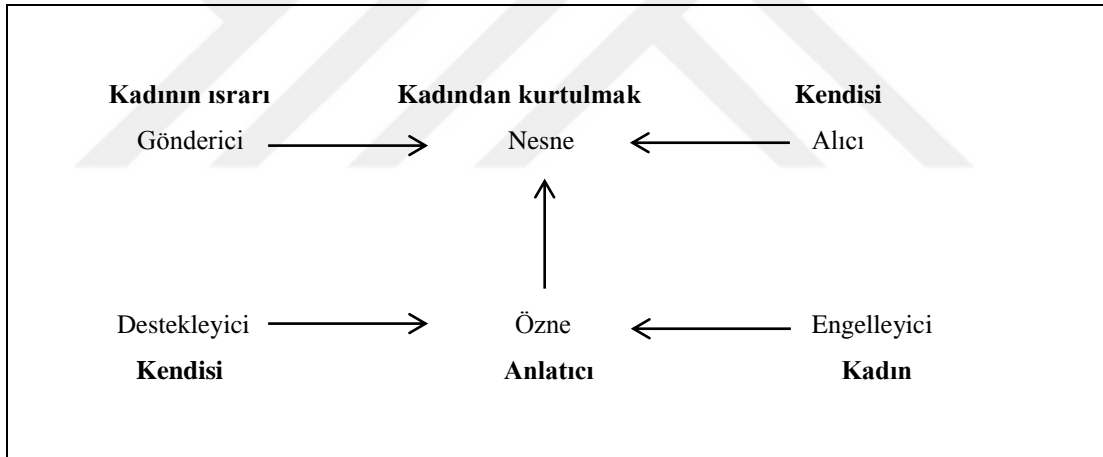 Kadının ısrarı Kadından kurtulmak Kendisi
Gönderici Nesne Alıcı
Destekleyici Özne Engelleyici
Kendisi Anlatıcı Kadın